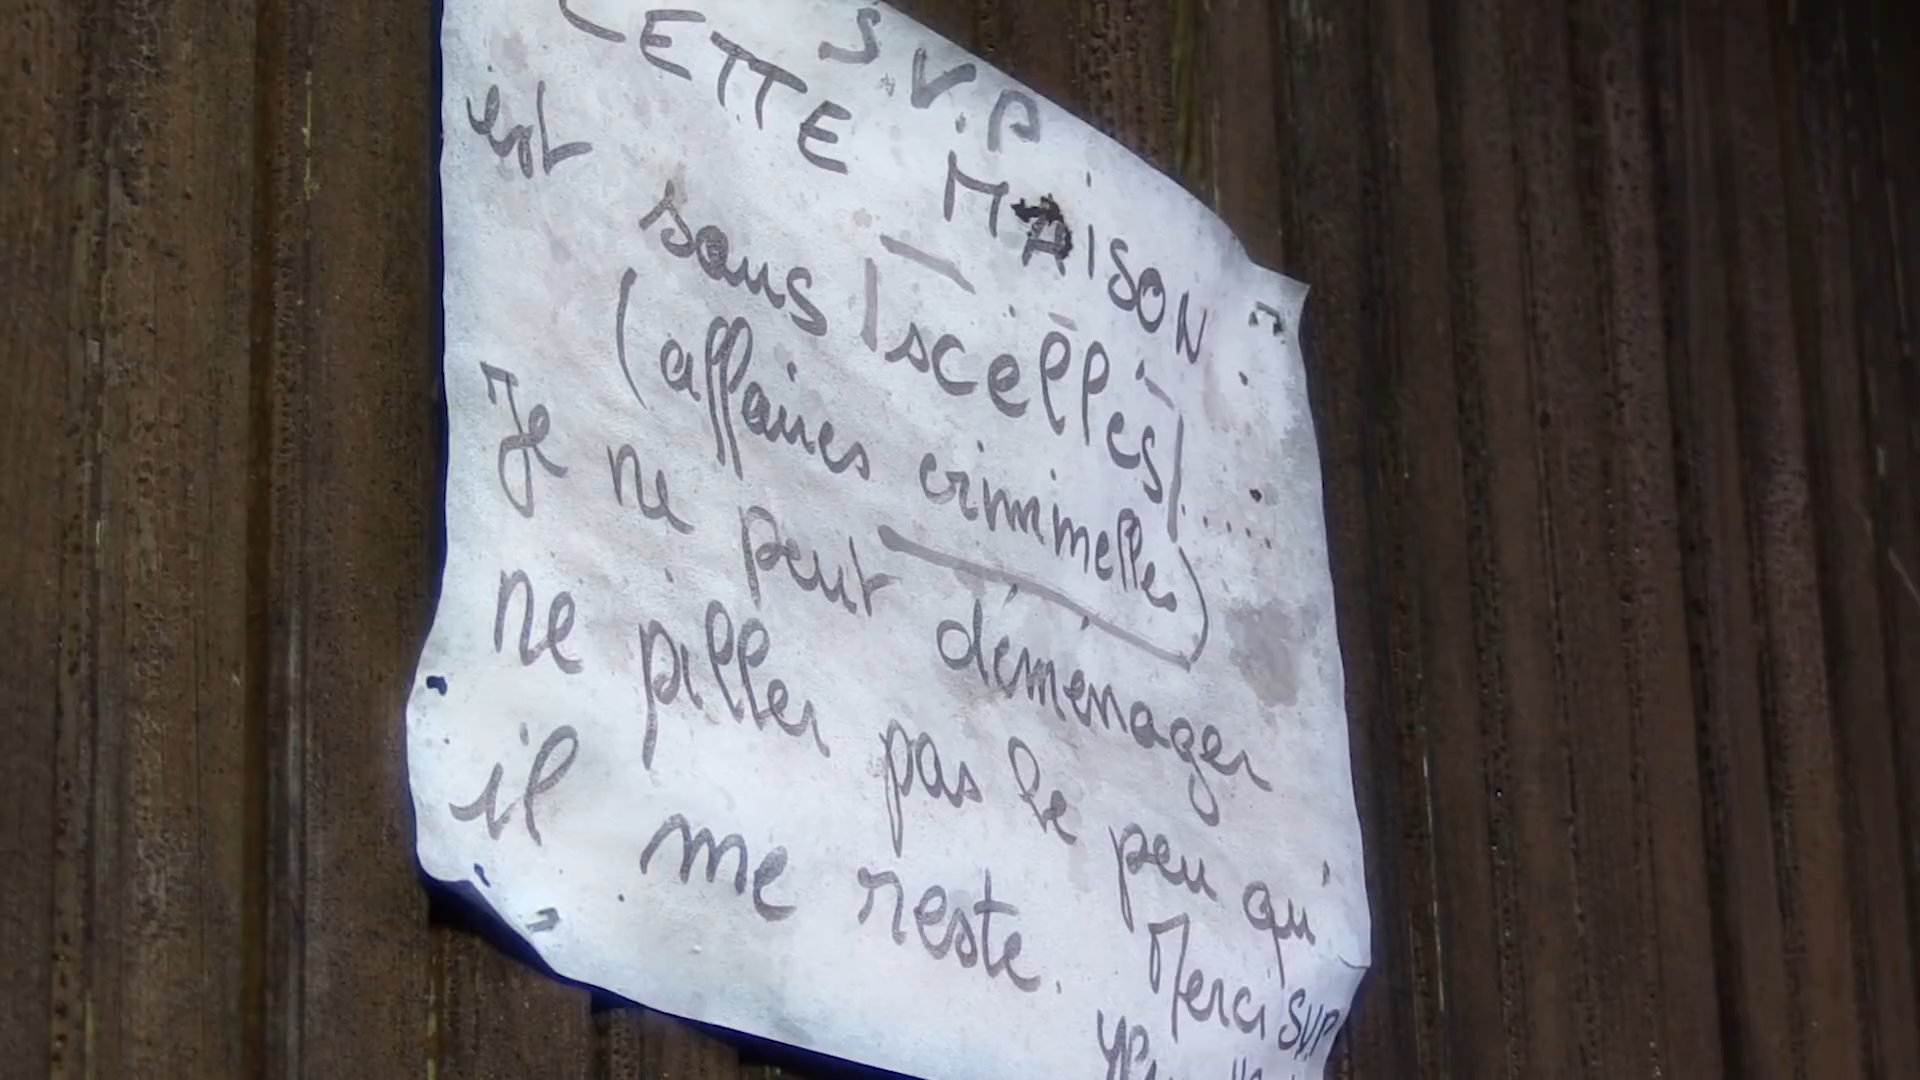 S.V.P
CETTE MAISON
est sous scellés.....
(affaires criminelles)
Je ne peut déménager
ne piller pas le peu qu'
il me reste.
Merci SVP